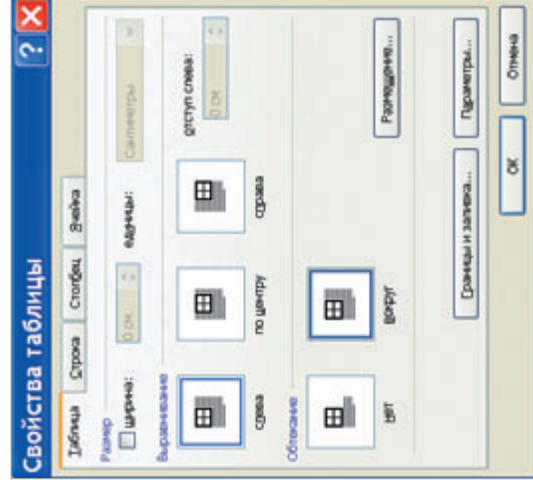 Свойства таблицы
Таблица Строка Столбец Ячейка
Размер
ширина: 0 см единицы: Сантиметры
Выравнивание
отступ слева:
0 см
слева по центру справа
Обтекание
нет вокруг
Размещение...
Границы и заливка... Параметры...
ОК Отмена